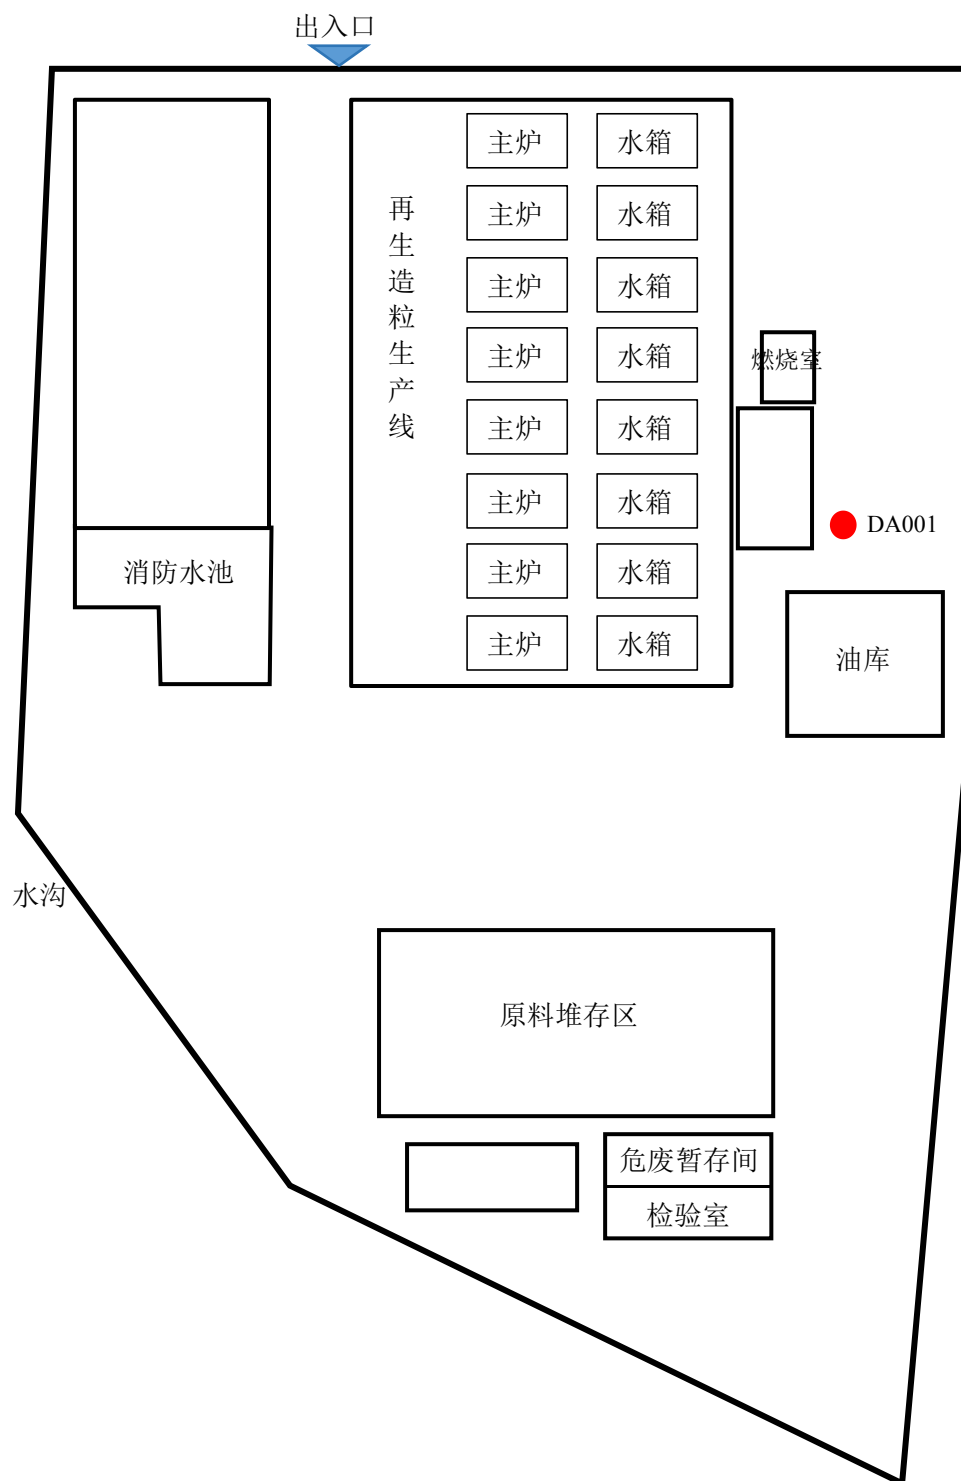 出入口
再生造粒生产线
主炉 水箱
主炉 水箱
主炉 水箱
主炉 水箱
主炉 水箱
主炉 水箱
主炉 水箱
主炉 水箱
燃烧室
DA001
消防水池
油库
水沟
原料堆存区
危废暂存间
检验室